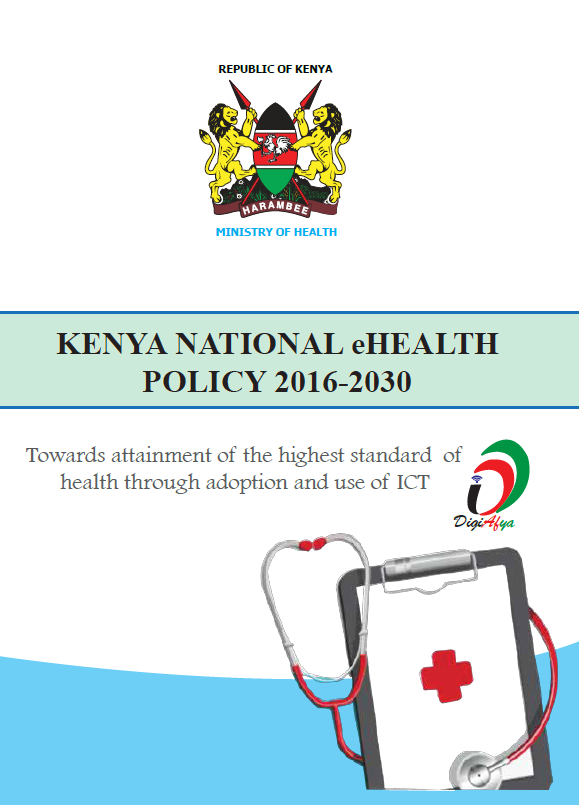 REPUBLIC OF KENYA
HARAMBEE
MINISTRY OF HEALTH
KENYA NATIONAL eHEALTH
POLICY 2016-2030
Towards attainment of the highest standard of
health through adoption and use of ICT
DigiAfya